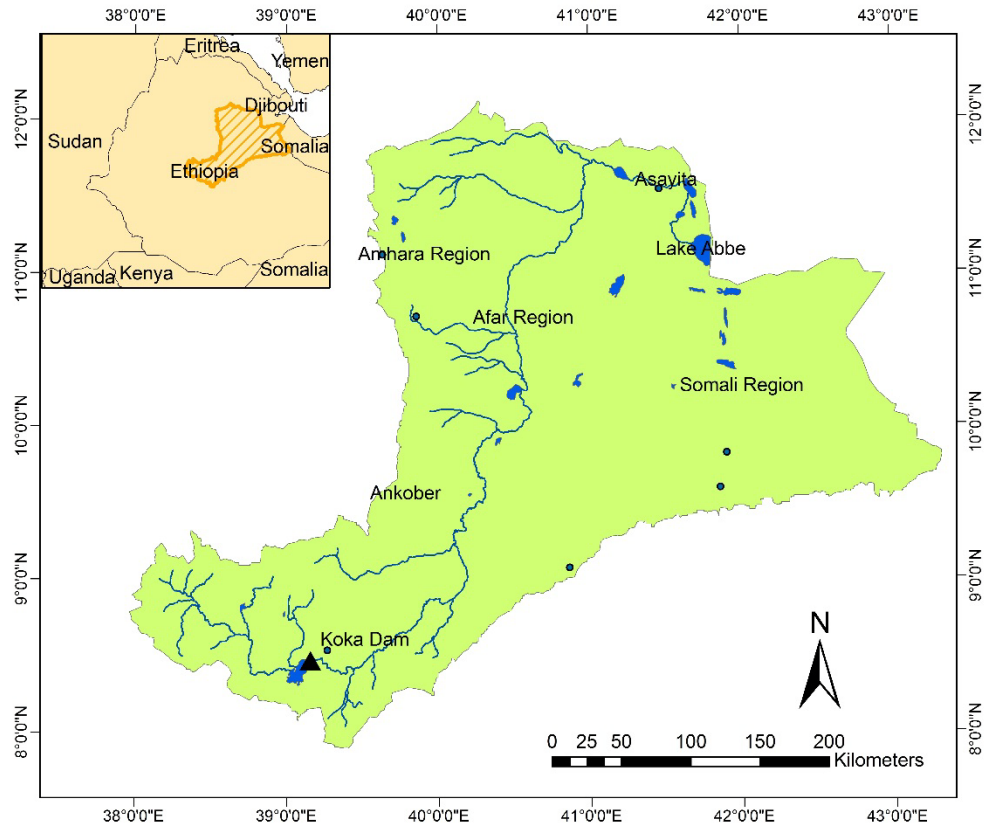 38°0'0"E 39°0'0"E 40°0'0"E 41°0'0"E 42°0'0"E 43°0'0"E
Eritrea
Yemen
Djibouti
Sudan
Somalia
Ethiopia
Somalia
Uganda
Kenya
12°0'0"N
12°0'0"N
Asayita
Amhara Region
Lake Abbe
11°0'0"N
11°0'0"N
Afar Region
Somali Region
10°0'0"N
10°0'0"N
Ankober
9°0'0"N
9°0'0"N
Koka Dam
N
8°0'0"N
8°0'0"N
0 25 50 100 150 200
Kilometers
38°0'0"E 39°0'0"E 40°0'0"E 41°0'0"E 42°0'0"E 43°0'0"E